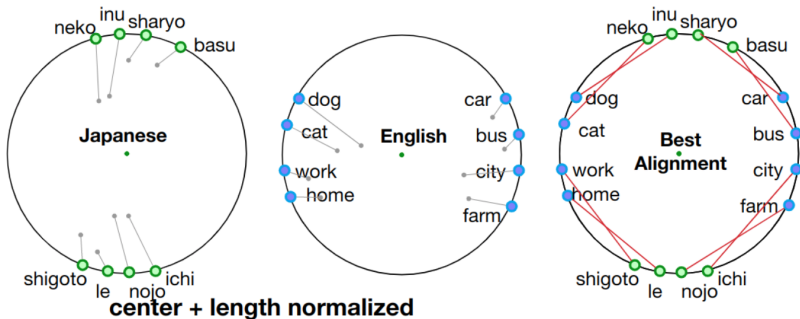 neko
inu
sharyo
basu
Japanese
shigoto
le
nojo
ichi
dog
cat
work
home
English
car
bus
city
farm
neko
inu
sharyo
basu
dog
cat
work
home
Best
Alignment
car
bus
city
farm
shigoto
le
nojo
ichi
center + length normalized